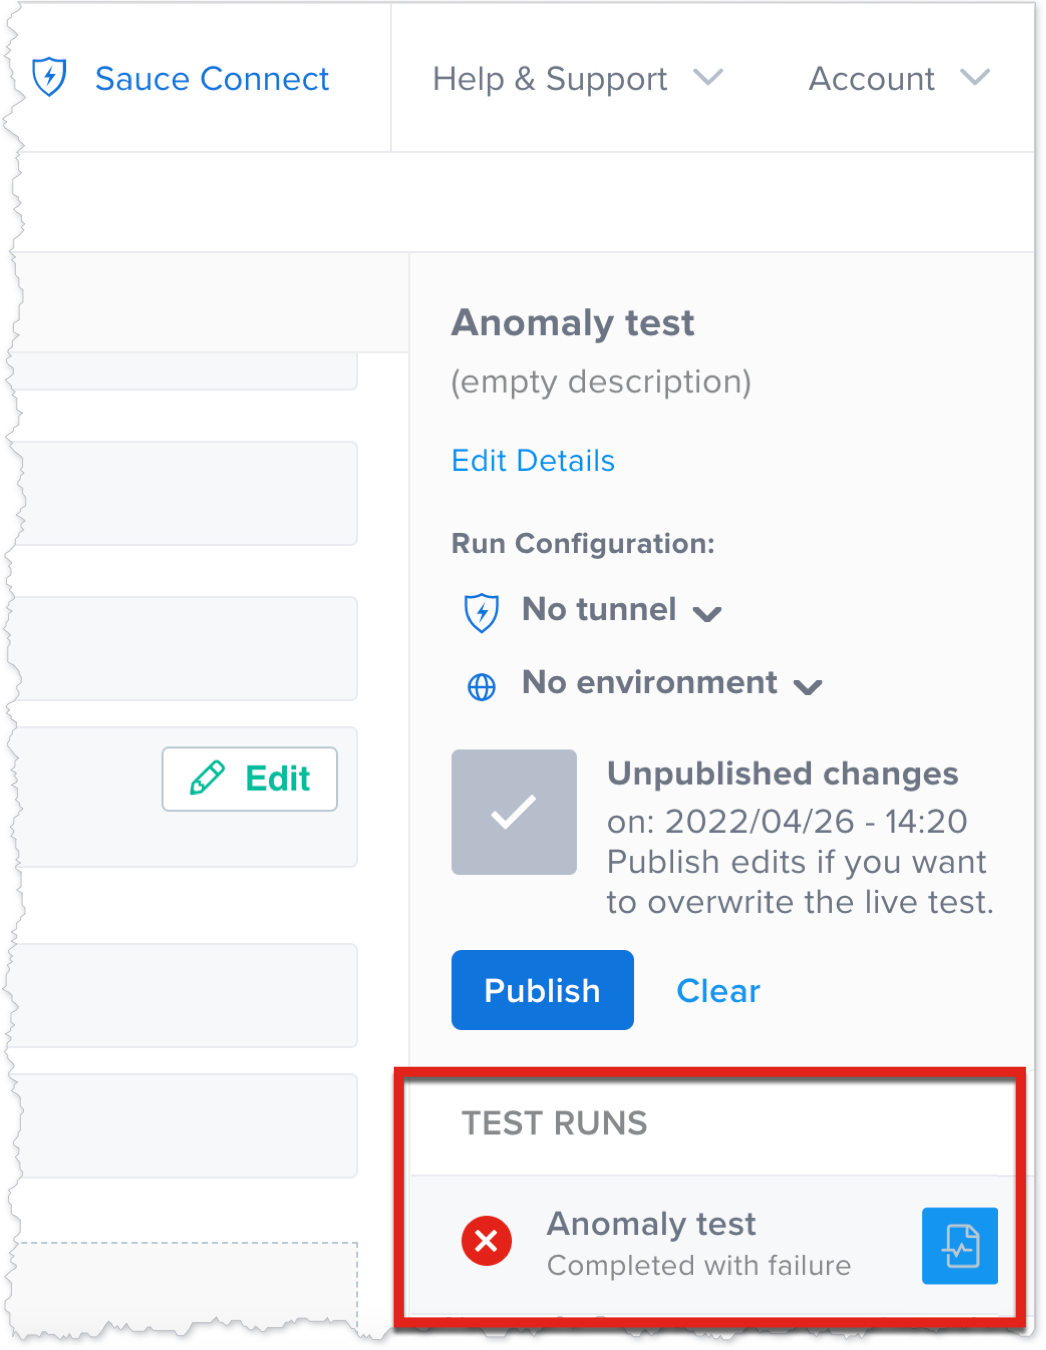 Sauce Connect
Help & Support
Account
Anomaly test
(empty description)
Edit Details
Run Configuration:
No tunnel
No environment
Edit
Unpublished changes
on: 2022/04/26 - 14:20
Publish edits if you want
to overwrite the live test.
Publish
Clear
TEST RUNS
Anomaly test
Completed with failure